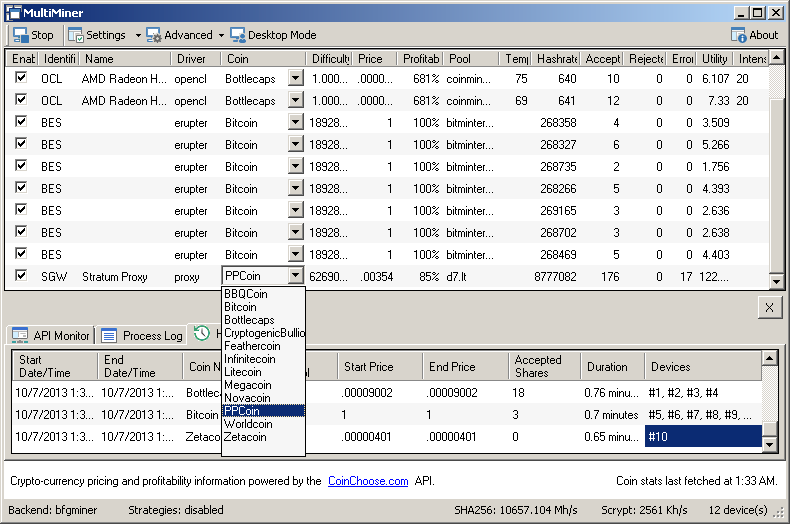 MultiMiner
Stop Settings Advanced Desktop Mode About
Enat Identifi Name Driver Coin Difficulty Price Profitab Pool Temp Hashrate Accept Rejecte Error Utility Intens
OCL AMD Radeon H... opencl Bottlecaps 1.000... .0000... 681% coinmin... 75 640 10 0 0 6.107 20
OCL AMD Radeon H... opencl Bottlecaps 1.000... .0000... 681% coinmin... 69 641 12 0 0 7.33 20
BES erupter Bitcoin 18928... 1 100% bitminter... 268358 4 0 0 3.509
BES erupter Bitcoin 18928... 1 100% bitminter... 268327 6 0 0 5.266
BES erupter Bitcoin 18928... 1 100% bitminter... 268735 2 0 0 1.756
BES erupter Bitcoin 18928... 1 100% bitminter... 268266 5 0 0 4.393
BES erupter Bitcoin 18928... 1 100% bitminter... 269165 3 0 0 2.638
BES erupter Bitcoin 18928... 1 100% bitminter... 268702 3 0 0 2.638
BES erupter Bitcoin 18928... 1 100% bitminter... 268469 5 0 0 4.403
SGW Stratum Proxy proxy PPCoin 62690... .00354 85% d7.lt 8777082 176 0 17 122....
BBQCoin
Bitcoin
Bottlecaps
CryptogenicBullio
Feathercoin
Infinitecoin
Litecoin
Megacoin
Novacoin
PPCoin
Worldcoin
Zetacoin
X
API Monitor Process Log H
Start Date/Time End Date/Time Coin N ol Start Price End Price Accepted Shares Duration Devices
10/7/2013 1:3... 10/7/2013 1:... Bottlec .00009002 .00009002 18 0.76 minu... #1, #2, #3, #4
10/7/2013 1:3... 10/7/2013 1:... Bitcoin 1 1 3 0.7 minutes #5, #6, #7, #8, #9, ...
10/7/2013 1:3... 10/7/2013 1:... Zetaco .00000401 .00000401 0 0.65 minu... #10
Crypto-currency pricing and profitability information powered by the CoinChoose.com API. Coin stats last fetched at 1:33 AM.
Backend: bfgminer Strategies: disabled SHA256: 10657.104 Mh/s Scrypt: 2561 Kh/s 12 device(s)